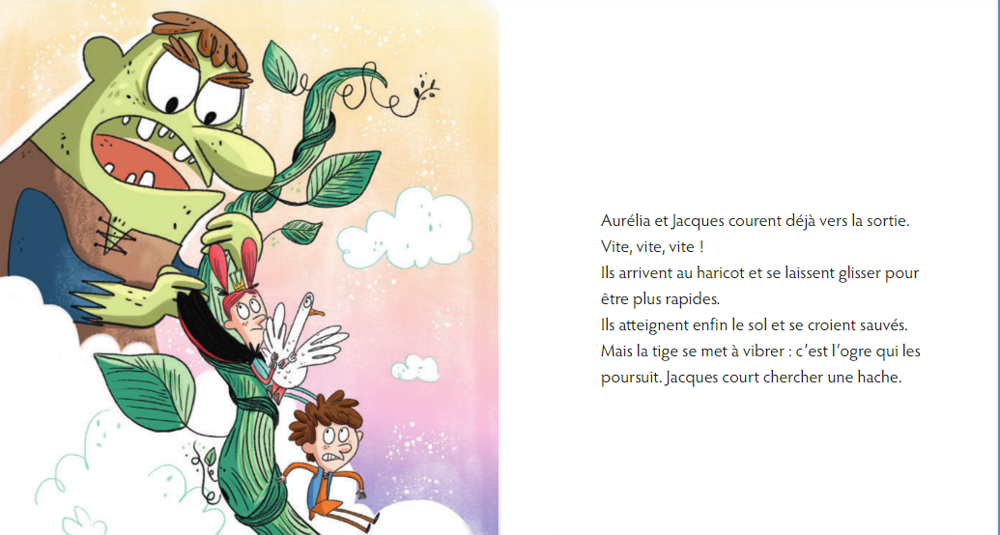 Aurélia et Jacques courent déjà vers la sortie.
Vite, vite, vite !
Ils arrivent au haricot et se laissent glisser pour
être plus rapides.
Ils atteignent enfin le sol et se croient sauvés.
Mais la tige se met à vibrer : c’est l’ogre qui les
poursuit. Jacques court chercher une hache.